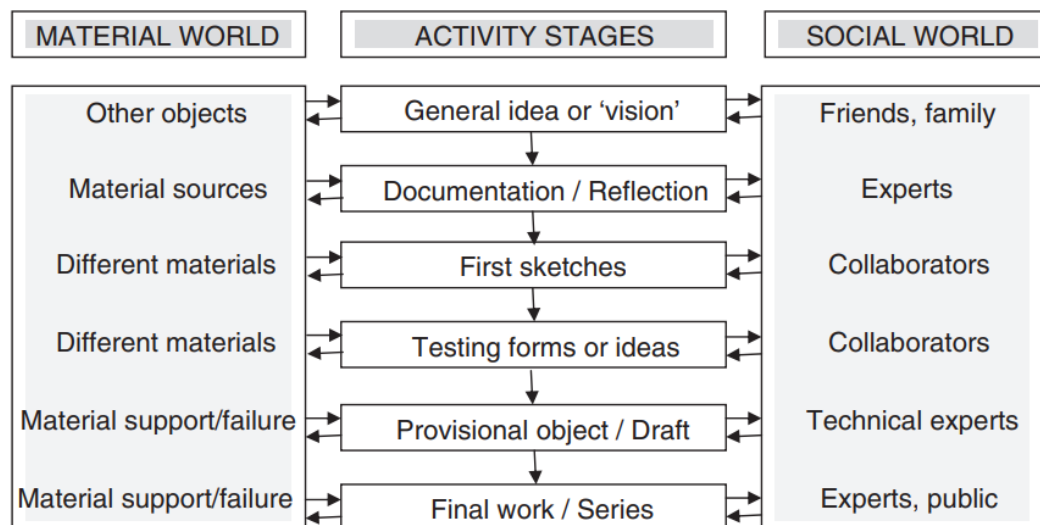 MATERIAL WORLD ACTIVITY STAGES SOCIAL WORLD
Other objects General idea or ‘vision’ Friends, family
Material sources Documentation / Reflection Experts
Different materials First sketches Collaborators
Different materials Testing forms or ideas Collaborators
Material support/failure Provisional object / Draft Technical experts
Material support/failure Final work / Series Experts, public